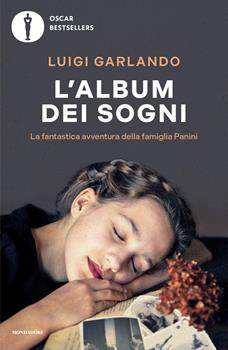 OSCAR
BESTSELLERS
LUIGI GARLANDO
L'ALBUM
DEI SOGNI
La fantastica avventura della famiglia Panini
MONDADORI